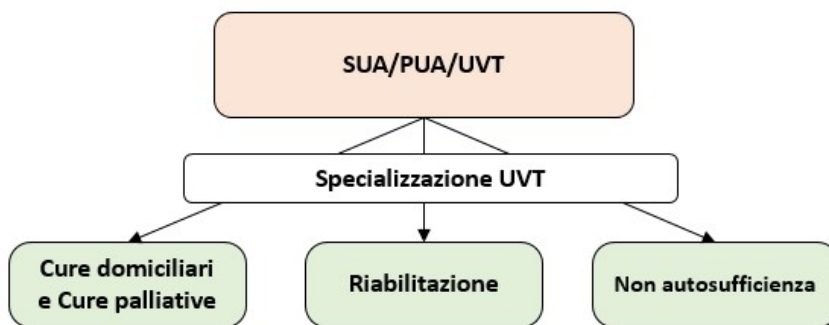 SUA/PUA/UVT
Specializzazione UVT
Cure domiciliari
e Cure palliative
Riabilitazione
Non autosufficienza